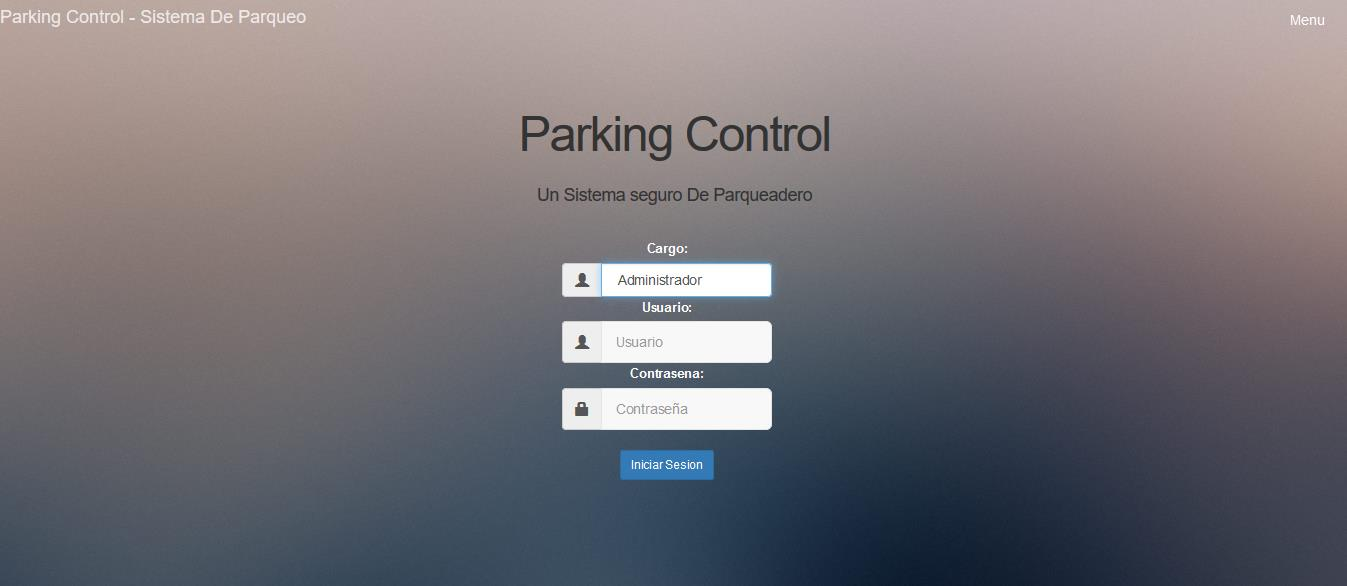 Parking Control - Sistema De Parqueo
Menu
Parking Control
Un Sistema seguro De Parqueadero
Cargo:
Administrador
Usuario:
Usuario
Contrasena:
Contraseña
Iniciar Sesion